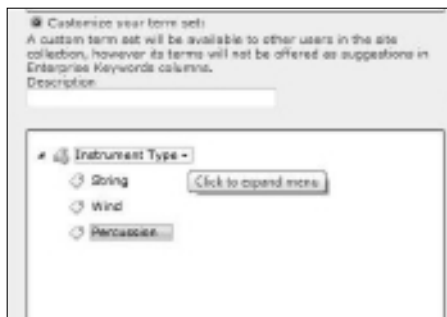 Customize your term set:
A custom term set will be available to other users in the site
collection, however its terms will not be offered as suggestions in
Enterprise Keywords columns.
Description
Instrument Type
String
Click to expand menu
Wind
Percussion